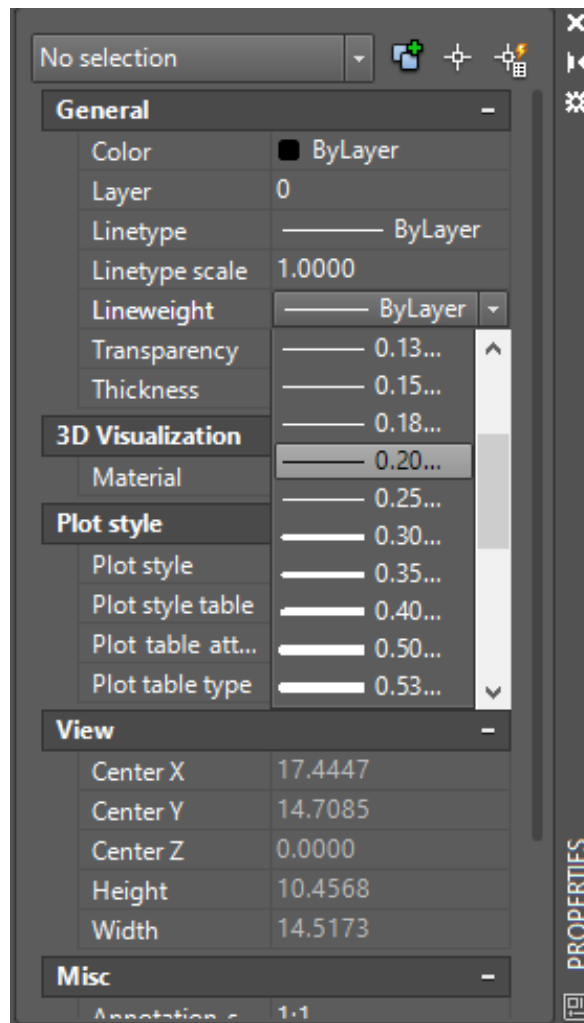 No selection
General
Color ByLayer
Layer 0
Linetype ByLayer
Linetype scale 1.0000
Lineweight ByLayer
Transparency 0.13...
Thickness 0.15...
0.18...
3D Visualization
0.20...
Material
0.25...
Plot style
0.30...
Plot style 0.35...
Plot style table 0.40...
Plot table att... 0.50...
Plot table type 0.53...
View
Center X 17.4447
Center Y 14.7085
Center Z 0.0000
Height 10.4568
Width 14.5173
Misc
Annotation s 1:1
PROPERTIES